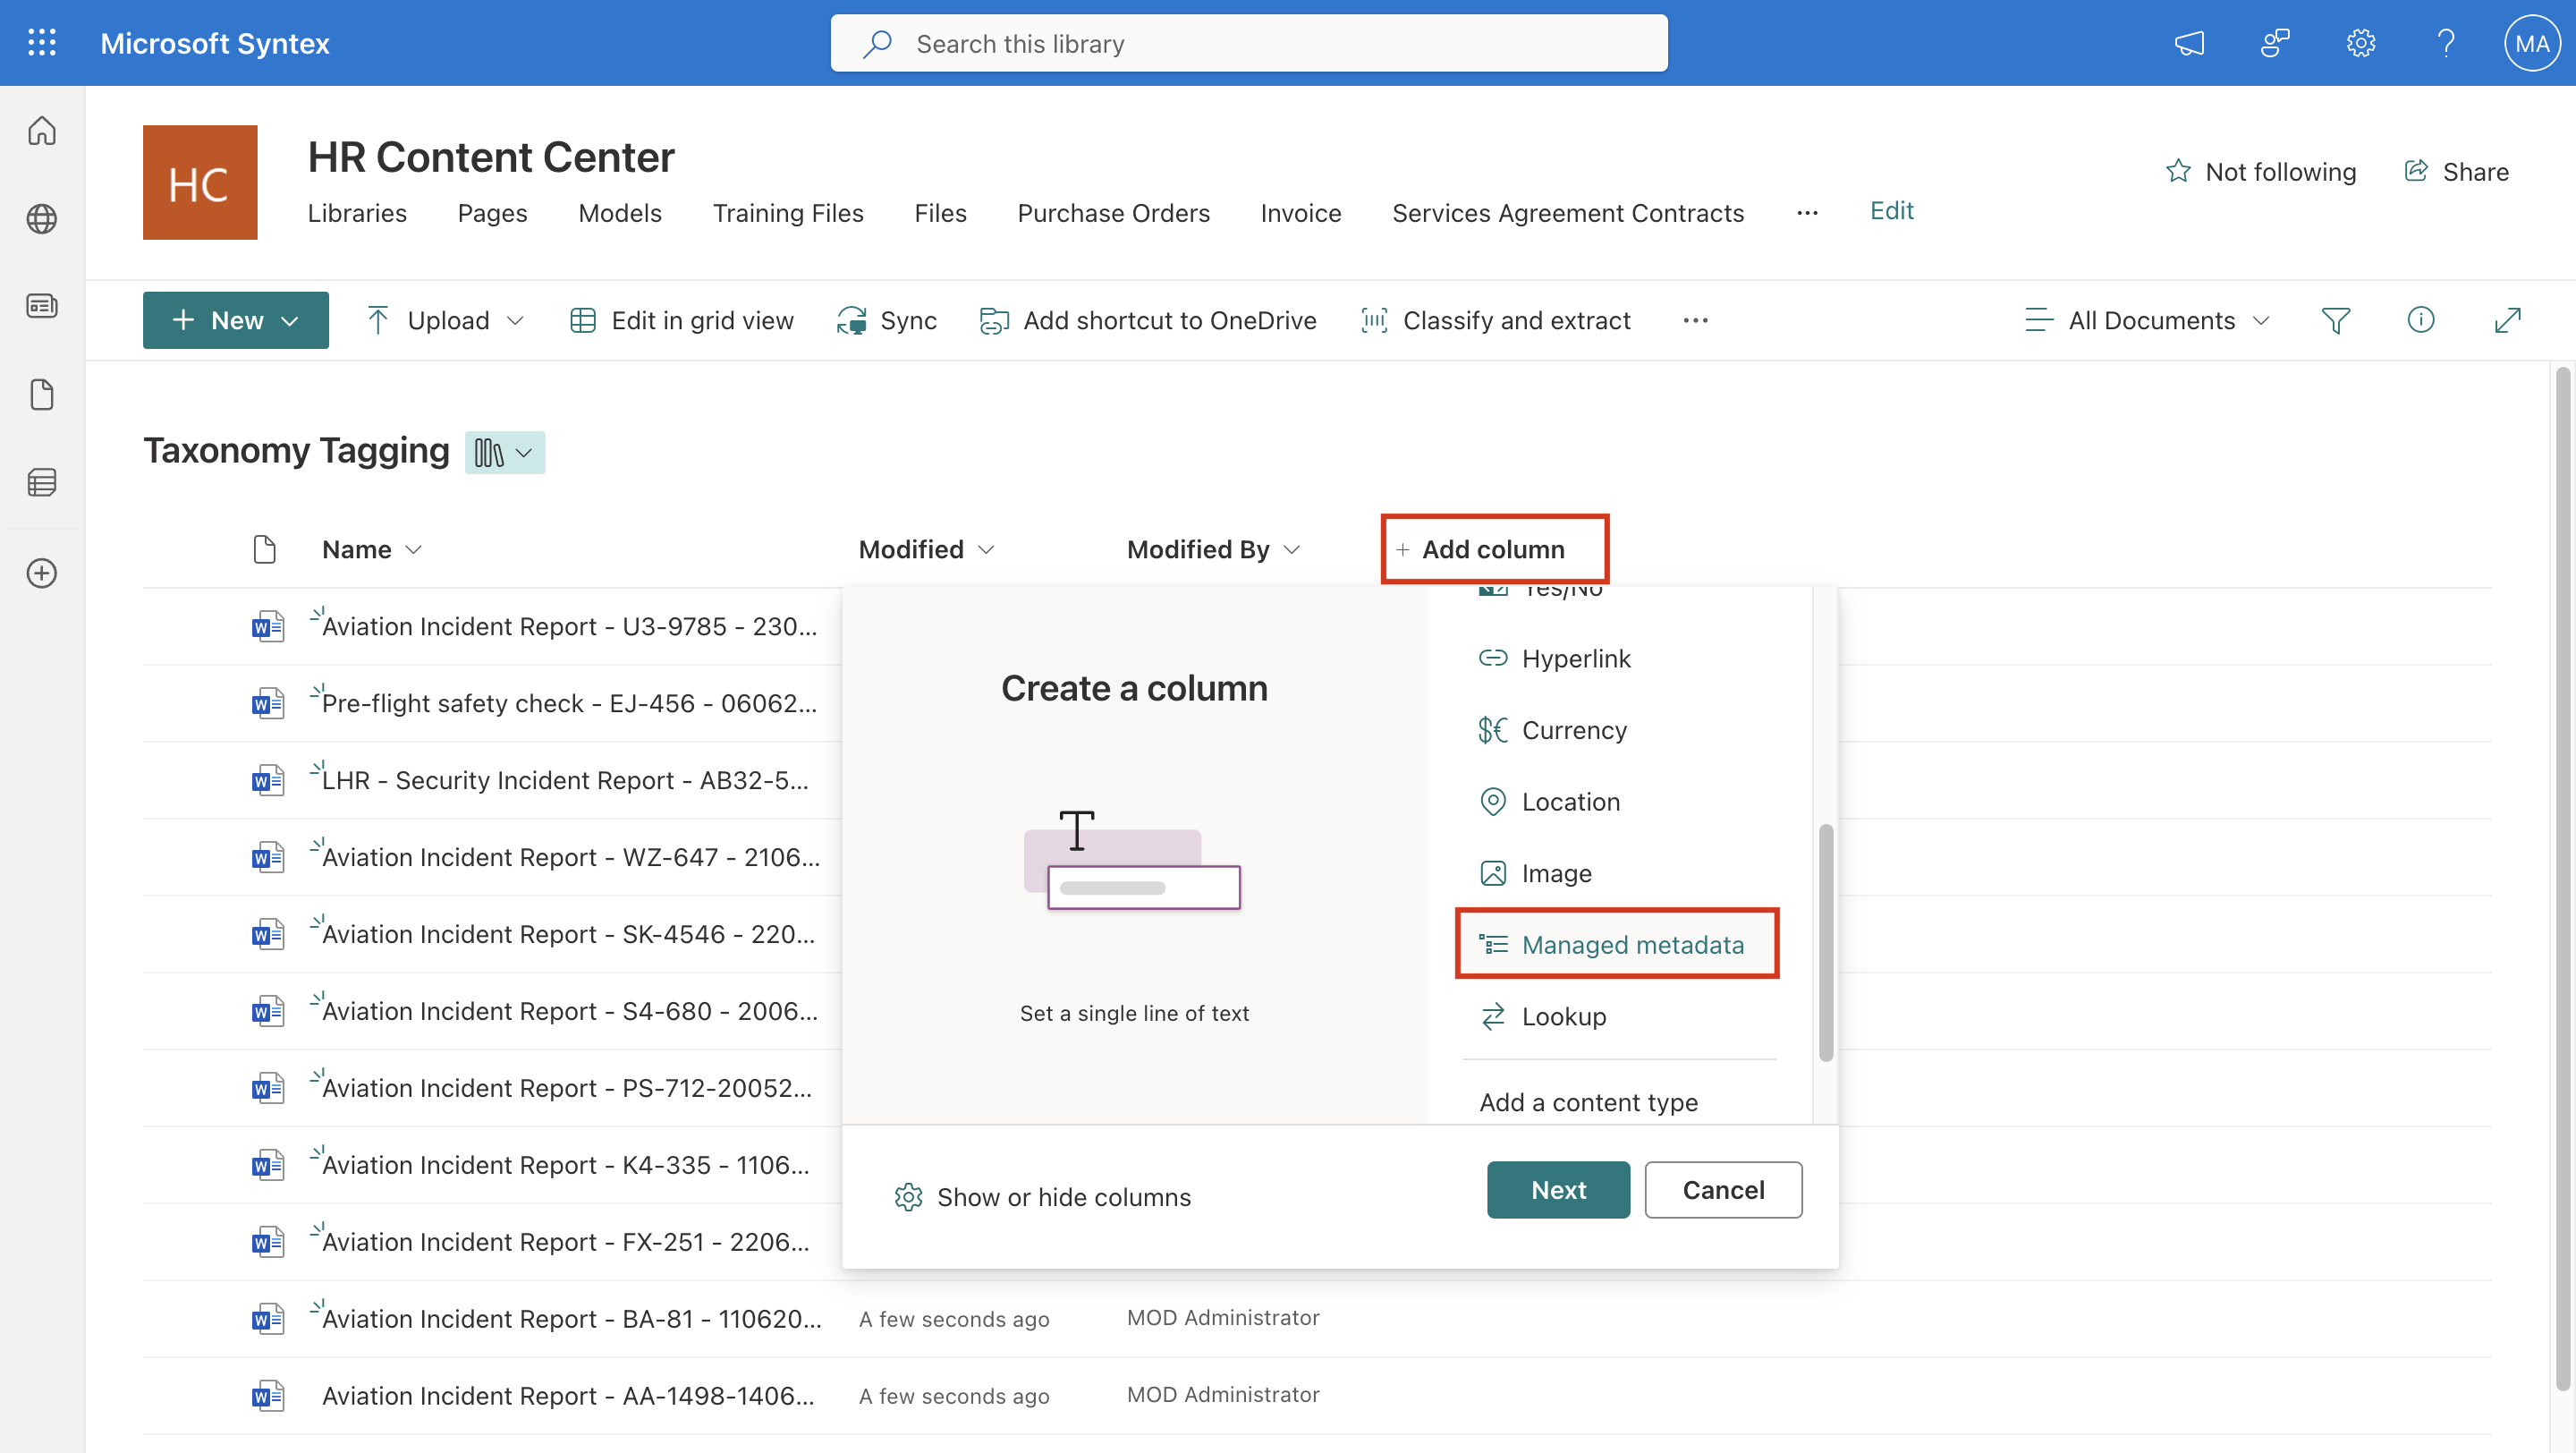 Microsoft Syntex
Search this library
MA
HC
HR Content Center
Not following
Share
Libraries Pages Models Training Files Files Purchase Orders Invoice Services Agreement Contracts ... Edit
New Upload Edit in grid view Sync Add shortcut to OneDrive Classify and extract ... All Documents
Taxonomy Tagging
Name Modified Modified By + Add column
Aviation Incident Report - U3-9785 - 230...
Pre-flight safety check - EJ-456 - 06062...
LHR - Security Incident Report - AB32-5...
Aviation Incident Report - WZ-647 - 2106...
Aviation Incident Report - SK-4546 - 220...
Aviation Incident Report - S4-680 - 2006...
Aviation Incident Report - PS-712-20052...
Aviation Incident Report - K4-335 - 1106...
Aviation Incident Report - FX-251 - 2206...
Aviation Incident Report - BA-81 - 110620... A few seconds ago MOD Administrator
Aviation Incident Report - AA-1498-1406... A few seconds ago MOD Administrator
Create a column
Set a single line of text
Yes/No
Hyperlink
Currency
Location
Image
Managed metadata
Lookup
Add a content type
Show or hide columns
Next
Cancel